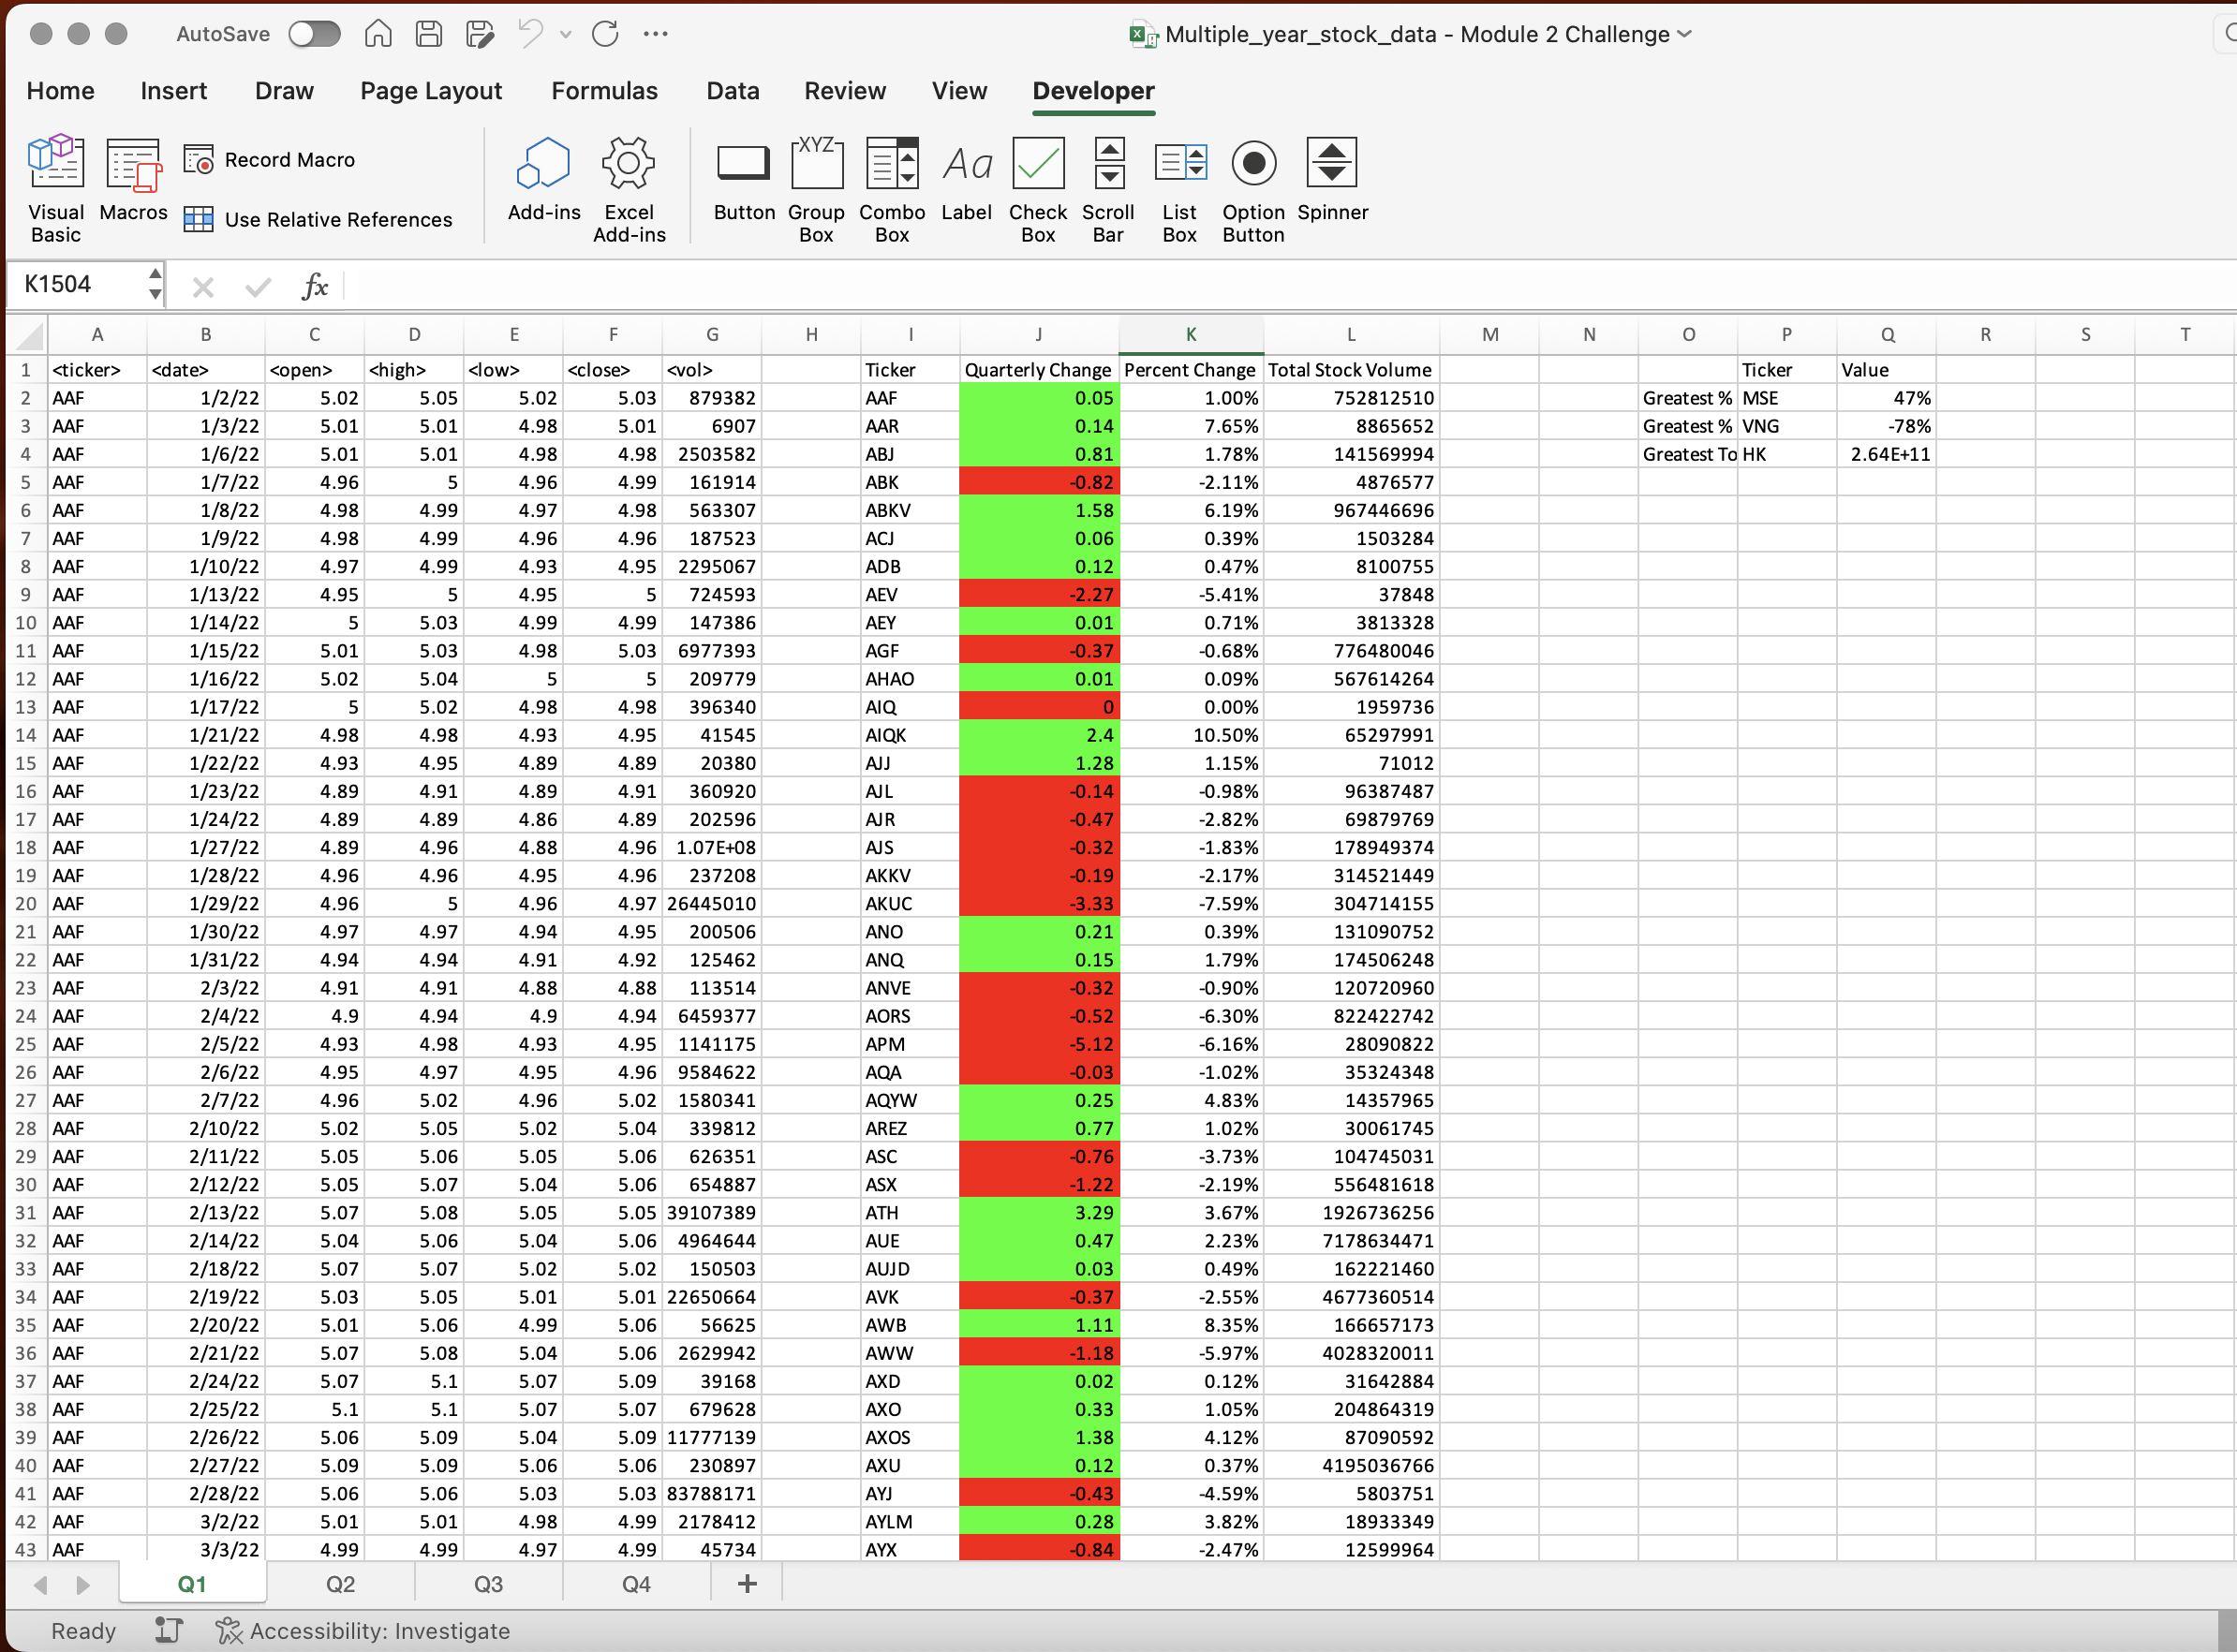 AutoSave
Multiple_year_stock_data - Module 2 Challenge
Home Insert Draw Page Layout Formulas Data Review View Developer
Visual Basic Macros Record Macro Use Relative References Add-ins Excel Add-ins Button XYZ Group Box Combo Box Aa Label Check Box Scroll Bar List Box Option Button Spinner
K1504 fx
A B C D E F G H I J K L M N O P Q R S T
1 <ticker> <date> <open> <high> <low> <close> <vol> Ticker Quarterly Change Percent Change Total Stock Volume Ticker Value
2 AAF 1/2/22 5.02 5.05 5.02 5.03 879382 AAF 0.05 1.00% 752812510 Greatest % MSE 47%
3 AAF 1/3/22 5.01 5.01 4.98 5.01 6907 AAR 0.14 7.65% 8865652 Greatest % VNG -78%
4 AAF 1/6/22 5.01 5.01 4.98 4.98 2503582 ABJ 0.81 1.78% 141569994 Greatest To HK 2.64E+11
5 AAF 1/7/22 4.96 5 4.96 4.99 161914 ABK -0.82 -2.11% 4876577
6 AAF 1/8/22 4.98 4.99 4.97 4.98 563307 ABKV 1.58 6.19% 967446696
7 AAF 1/9/22 4.98 4.99 4.96 4.96 187523 ACJ 0.06 0.39% 1503284
8 AAF 1/10/22 4.97 4.99 4.93 4.95 2295067 ADB 0.12 0.47% 8100755
9 AAF 1/13/22 4.95 5 4.95 5 724593 AEV -2.27 -5.41% 37848
10 AAF 1/14/22 5 5.03 4.99 4.99 147386 AEY 0.01 0.71% 3813328
11 AAF 1/15/22 5.01 5.03 4.98 5.03 6977393 AGF -0.37 -0.68% 776480046
12 AAF 1/16/22 5.02 5.04 5 5 209779 AHAO 0.01 0.09% 567614264
13 AAF 1/17/22 5 5.02 4.98 4.98 396340 AIQ 0 0.00% 1959736
14 AAF 1/21/22 4.98 4.98 4.93 4.95 41545 AIQK 2.4 10.50% 65297991
15 AAF 1/22/22 4.93 4.95 4.89 4.89 20380 AJJ 1.28 1.15% 71012
16 AAF 1/23/22 4.89 4.91 4.89 4.91 360920 AJL -0.14 -0.98% 96387487
17 AAF 1/24/22 4.89 4.89 4.86 4.89 202596 AJR -0.47 -2.82% 69879769
18 AAF 1/27/22 4.89 4.96 4.88 4.96 1.07E+08 AJS -0.32 -1.83% 178949374
19 AAF 1/28/22 4.96 4.96 4.95 4.96 237208 AKKV -0.19 -2.17% 314521449
20 AAF 1/29/22 4.96 5 4.96 4.97 26445010 AKUC -3.33 -7.59% 304714155
21 AAF 1/30/22 4.97 4.97 4.94 4.95 200506 ANO 0.21 0.39% 131090752
22 AAF 1/31/22 4.94 4.94 4.91 4.92 125462 ANQ 0.15 1.79% 174506248
23 AAF 2/3/22 4.91 4.91 4.88 4.88 113514 ANVE -0.32 -0.90% 120720960
24 AAF 2/4/22 4.9 4.94 4.9 4.94 6459377 AORS -0.52 -6.30% 822422742
25 AAF 2/5/22 4.93 4.98 4.93 4.95 1141175 APM -5.12 -6.16% 28090822
26 AAF 2/6/22 4.95 4.97 4.95 4.96 9584622 AQA -0.03 -1.02% 35324348
27 AAF 2/7/22 4.96 5.02 4.96 5.02 1580341 AQYW 0.25 4.83% 14357965
28 AAF 2/10/22 5.02 5.05 5.02 5.04 339812 AREZ 0.77 1.02% 30061745
29 AAF 2/11/22 5.05 5.06 5.05 5.06 626351 ASC -0.76 -3.73% 104745031
30 AAF 2/12/22 5.05 5.07 5.04 5.06 654887 ASX -1.22 -2.19% 556481618
31 AAF 2/13/22 5.07 5.08 5.05 5.05 39107389 ATH 3.29 3.67% 1926736256
32 AAF 2/14/22 5.04 5.06 5.04 5.06 4964644 AUE 0.47 2.23% 7178634471
33 AAF 2/18/22 5.07 5.07 5.02 5.02 150503 AUJD 0.03 0.49% 162221460
34 AAF 2/19/22 5.03 5.05 5.01 5.01 22650664 AVK -0.37 -2.55% 4677360514
35 AAF 2/20/22 5.01 5.06 4.99 5.06 56625 AWB 1.11 8.35% 166657173
36 AAF 2/21/22 5.07 5.08 5.04 5.06 2629942 AWW -1.18 -5.97% 4028320011
37 AAF 2/24/22 5.07 5.1 5.07 5.09 39168 AXD 0.02 0.12% 31642884
38 AAF 2/25/22 5.1 5.1 5.07 5.07 679628 AXO 0.33 1.05% 204864319
39 AAF 2/26/22 5.06 5.09 5.04 5.09 11777139 AXOS 1.38 4.12% 87090592
40 AAF 2/27/22 5.09 5.09 5.06 5.06 230897 AXU 0.12 0.37% 4195036766
41 AAF 2/28/22 5.06 5.06 5.03 5.03 83788171 AYJ -0.43 -4.59% 5803751
42 AAF 3/2/22 5.01 5.01 4.98 4.99 2178412 AYLM 0.28 3.82% 18933349
43 AAF 3/3/22 4.99 4.99 4.97 4.99 45734 AYX -0.84 -2.47% 12599964
Q1 Q2 Q3 Q4 +
Ready Accessibility: Investigate